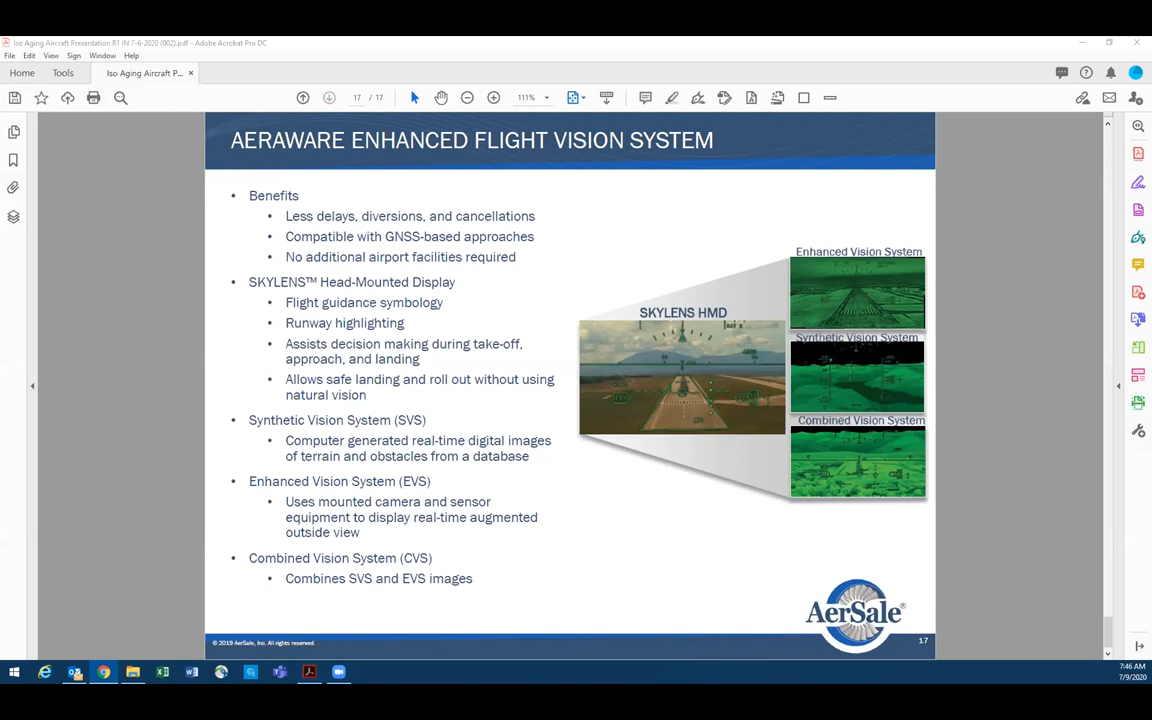 Iso Aging Aircraft Presentation R1 IN 7-6-2020 (002).pdf - Adobe Acrobat Pro DC
File Edit View Sign Window Help
Home Tools Iso Aging Aircraft P... ×
17 / 17 111%
AERAWARE ENHANCED FLIGHT VISION SYSTEM
• Benefits
• Less delays, diversions, and cancellations
• Compatible with GNSS-based approaches
• No additional airport facilities required
• SKYLENS™ Head-Mounted Display
• Flight guidance symbology
• Runway highlighting
• Assists decision making during take-off,
approach, and landing
• Allows safe landing and roll out without using
natural vision
• Synthetic Vision System (SVS)
• Computer generated real-time digital images
of terrain and obstacles from a database
• Enhanced Vision System (EVS)
• Uses mounted camera and sensor
equipment to display real-time augmented
outside view
• Combined Vision System (CVS)
• Combines SVS and EVS images
SKYLENS HMD
Enhanced Vision System
Synthetic Vision System
Combined Vision System
AerSale®
© 2019 AerSale, Inc. All rights reserved.
17
7:46 AM
7/9/2020